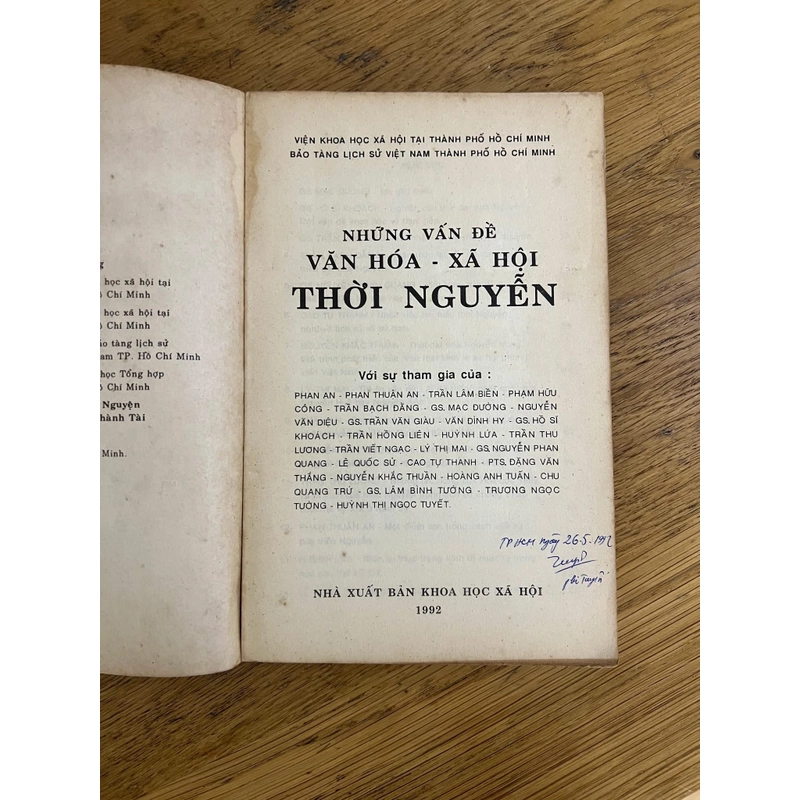 g
học xã hội tại
ồ Chí Minh
học xã hội tại
ồ Chí Minh
ảo tàng lịch sử
am TP. Hồ Chí Minh
học Tổng hợp
ồ Chí Minh
Nguyện
hành Tài
Minh.
VIỆN KHOA HỌC XÃ HỘI TẠI THÀNH PHỐ HỒ CHÍ MINH
BẢO TÀNG LỊCH SỬ VIỆT NAM THÀNH PHỐ HỒ CHÍ MINH
NHỮNG VẤN ĐỀ
VĂN HÓA - XÃ HỘI
THỜI NGUYỄN
Với sự tham gia của :
PHAN AN - PHAN THUẬN AN - TRẦN LÂM BIỀN - PHẠM HỮU
CÔNG - TRẦN BẠCH ĐẰNG - GS. MẠC ĐƯỜNG - NGUYỄN
VĂN DIỆU - GS. TRẦN VĂN GIÀU - VĂN ĐÌNH HY - GS. HỒ SĨ
KHOÁCH - TRẦN HỒNG LIÊN - HUỲNH LỨA - TRẦN THU
LƯƠNG - TRẦN VIẾT NGẠC - LÝ THỊ MAI - GS. NGUYỄN PHAN
QUANG - LÊ QUỐC SỬ - CAO TỰ THANH - PTS. ĐẶNG VĂN
THẮNG - NGUYỄN KHẮC THUẦN - HOÀNG ANH TUẤN - CHU
QUANG TRỨ - GS. LÂM BÌNH TƯỜNG - TRƯƠNG NGỌC
TƯỜNG - HUỲNH THỊ NGỌC TUYẾT.
TP HCM ngày 26.5.1992
NHÀ XUẤT BẢN KHOA HỌC XÃ HỘI
1992